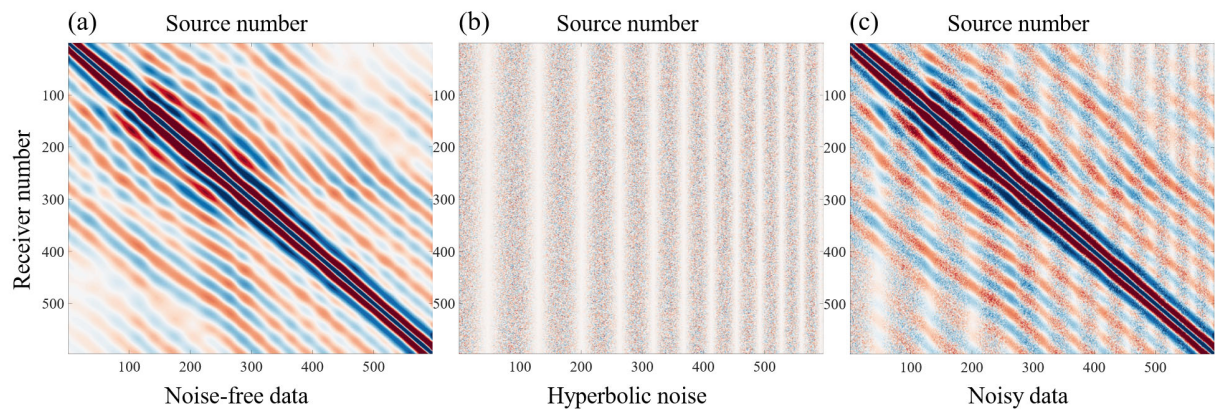 (a) Source number
(b) Source number
(c) Source number
Receiver number
100
200
300
400
500
100 200 300 400 500
Noise-free data
100
200
300
400
500
100 200 300 400 500
Hyperbolic noise
100
200
300
400
500
100 200 300 400 500
Noisy data